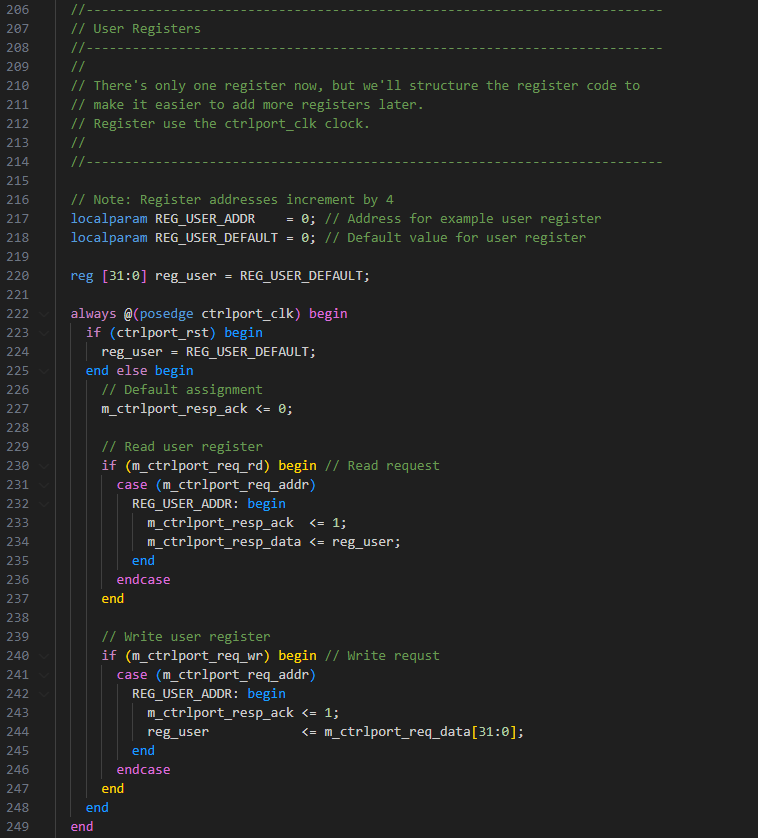 206 //---------------------------------------------------------------------------
207 // User Registers
208 //---------------------------------------------------------------------------
209 //
210 // There's only one register now, but we'll structure the register code to
211 // make it easier to add more registers later.
212 // Register use the ctrlport_clk clock.
213 //
214 //---------------------------------------------------------------------------
215
216 // Note: Register addresses increment by 4
217 localparam REG_USER_ADDR    = 0; // Address for example user register
218 localparam REG_USER_DEFAULT = 0; // Default value for user register
219
220 reg [31:0] reg_user = REG_USER_DEFAULT;
221
222 always @(posedge ctrlport_clk) begin
223   if (ctrlport_rst) begin
224     reg_user = REG_USER_DEFAULT;
225   end else begin
226     // Default assignment
227     m_ctrlport_resp_ack <= 0;
228
229     // Read user register
230     if (m_ctrlport_req_rd) begin // Read request
231       case (m_ctrlport_req_addr)
232         REG_USER_ADDR: begin
233           m_ctrlport_resp_ack  <= 1;
234           m_ctrlport_resp_data <= reg_user;
235         end
236       endcase
237     end
238
239     // Write user register
240     if (m_ctrlport_req_wr) begin // Write requst
241       case (m_ctrlport_req_addr)
242         REG_USER_ADDR: begin
243           m_ctrlport_resp_ack <= 1;
244           reg_user            <= m_ctrlport_req_data[31:0];
245         end
246       endcase
247     end
248   end
249 end